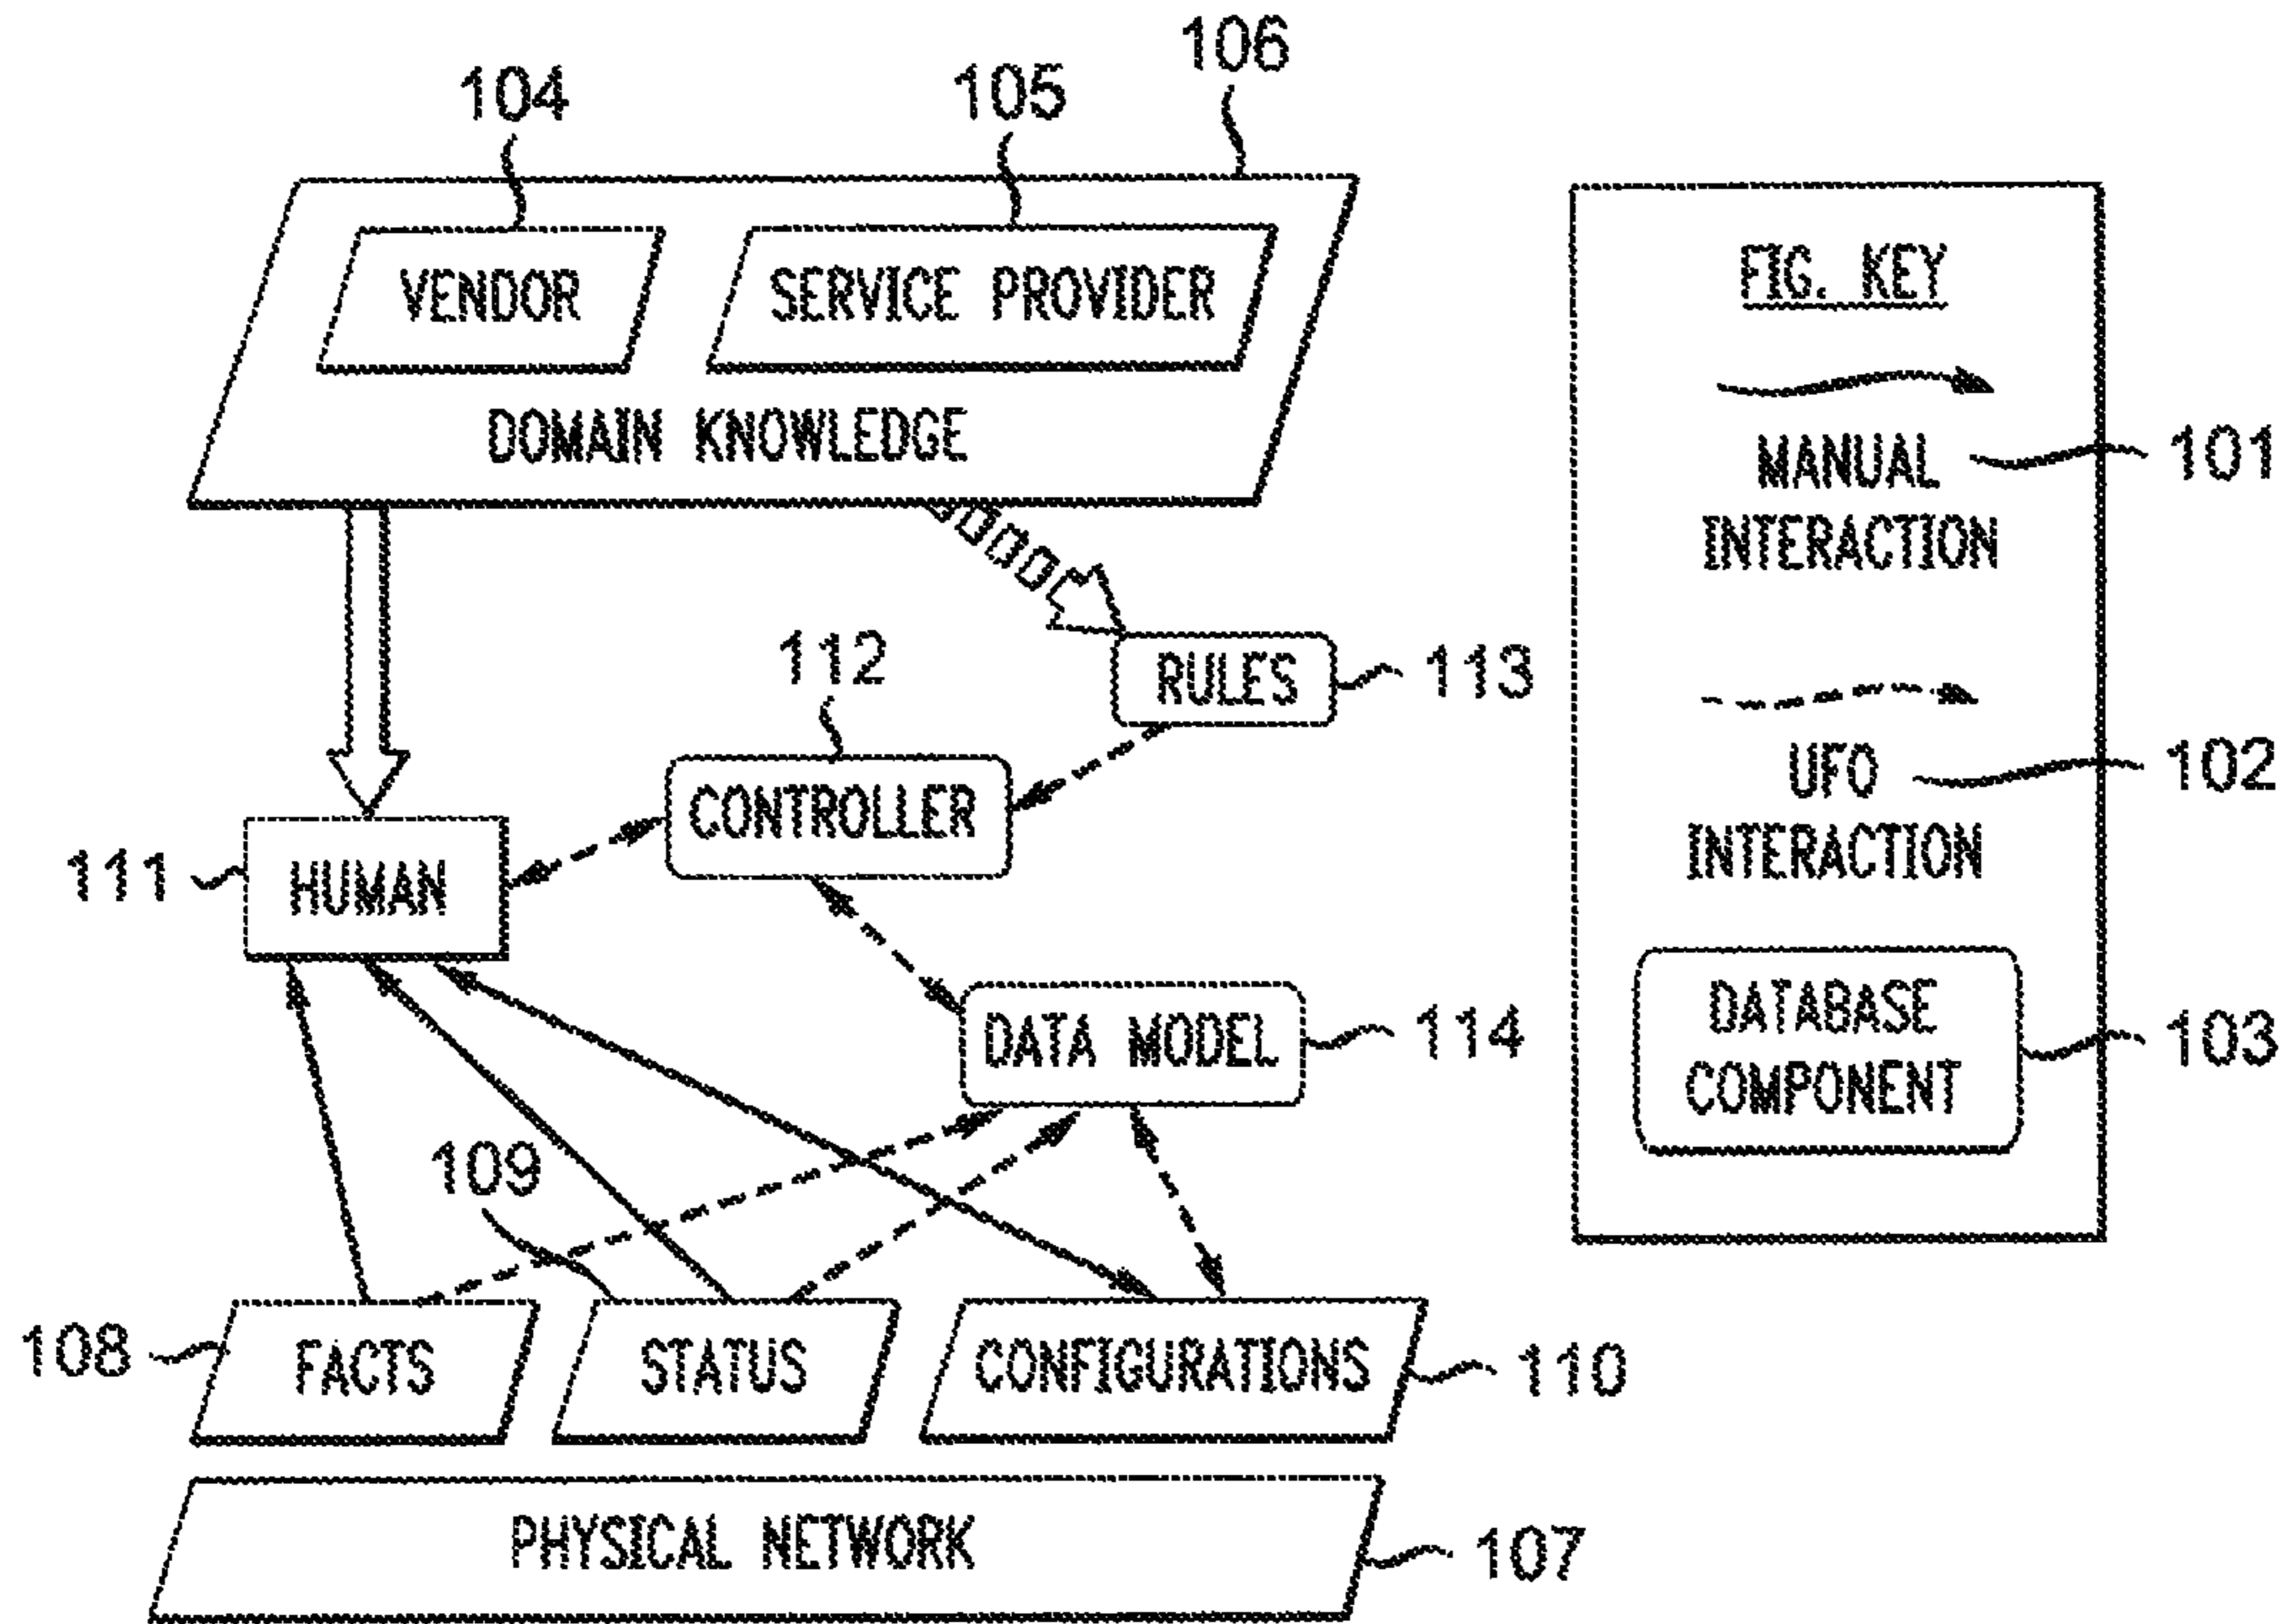 106
104
105
VENDOR
SERVICE PROVIDER
DOMAIN KNOWLEDGE
112
RULES
113
CONTROLLER
111
HUMAN
DATA MODEL
114
109
108
FACTS
STATUS
CONFIGURATIONS
110
PHYSICAL NETWORK
107
FIG. KEY
MANUAL
INTERACTION
101
UFO
INTERACTION
102
DATABASE
COMPONENT
103